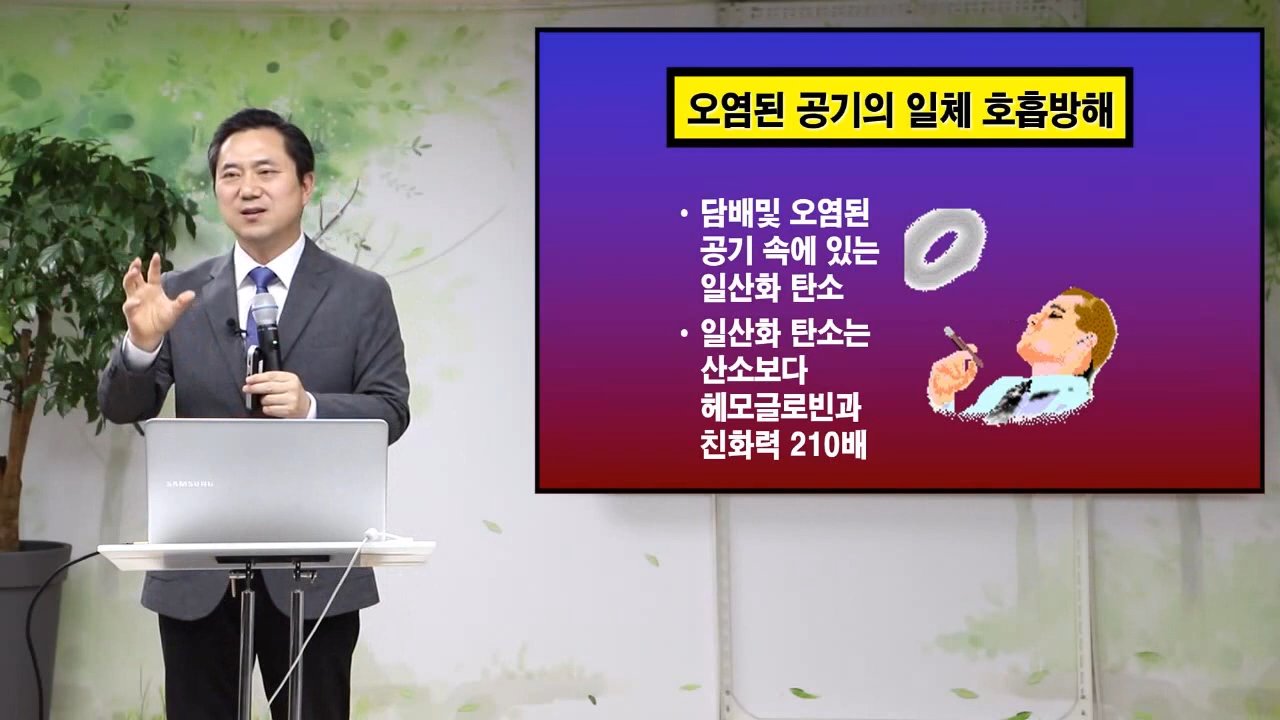 오염된 공기의 일체 호흡방해
• 담배및 오염된
공기 속에 있는
일산화 탄소
• 일산화 탄소는
산소보다
헤모글로빈과
친화력 210배
SAMSUNG